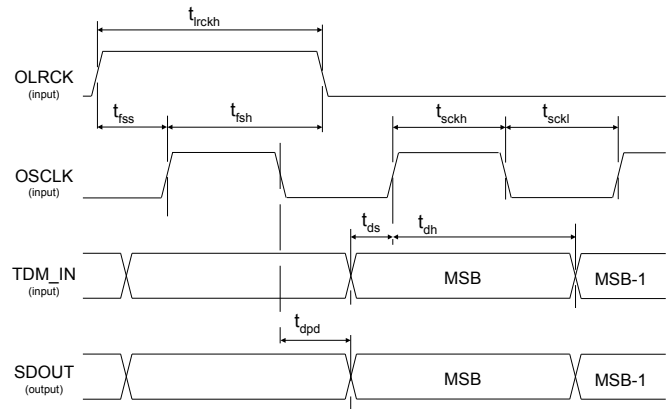 t_lrckh
OLRCK
(input)
t_fss
t_fsh
t_sckh
t_sckl
OSCLK
(input)
t_ds
t_dh
TDM_IN
(input)
MSB
MSB-1
t_dpd
SDOUT
(output)
MSB
MSB-1